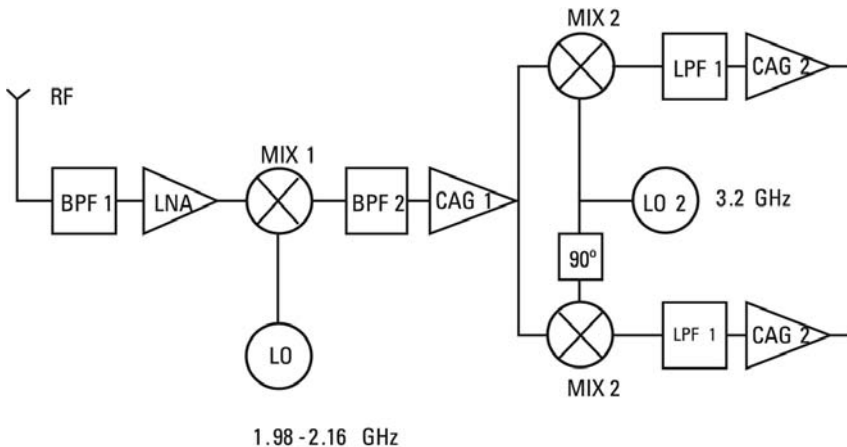 MIX 2
LPF 1
CAG 2
RF
MIX 1
BPF 1
LNA
BPF 2
CAG 1
LO 2
3.2 GHz
90º
LO
LPF 1
CAG 2
MIX 2
1.98-2.16 GHz